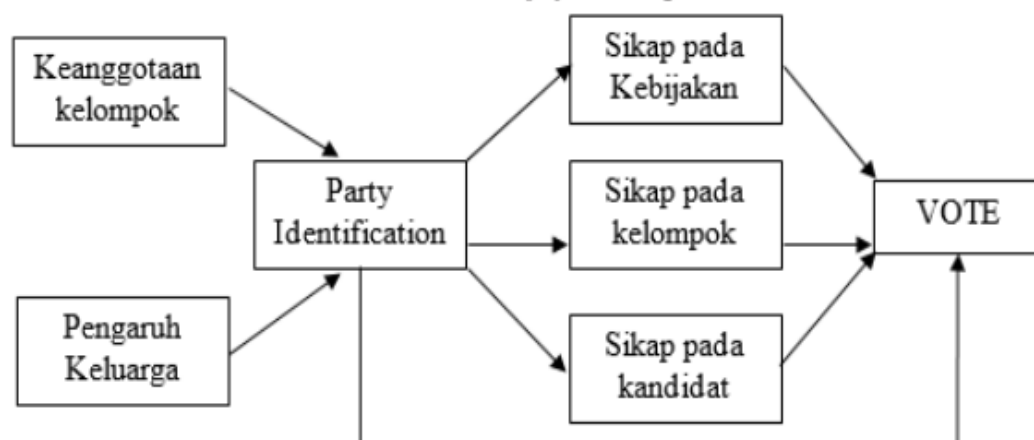 Keanggotaan
kelompok
Pengaruh
Keluarga
Party
Identification
Sikap pada
Kebijakan
Sikap pada
kelompok
Sikap pada
kandidat
VOTE